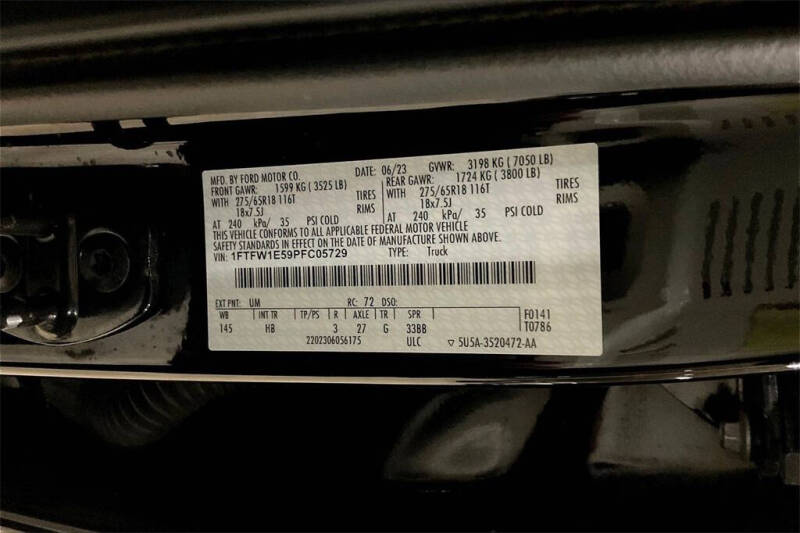 MFD. BY FORD MOTOR CO. DATE: 06/23 GVWR: 3198 KG ( 7050 LB)
FRONT GAWR: 1599 KG ( 3525 LB) REAR GAWR: 1724 KG ( 3800 LB)
WITH 275/65R18 116T TIRES WITH 275/65R18 116T TIRES
18x7.5J RIMS 18x7.5J RIMS
AT 240 kPa/ 35 PSI COLD AT 240 kPa/ 35 PSI COLD
THIS VEHICLE CONFORMS TO ALL APPLICABLE FEDERAL MOTOR VEHICLE
SAFETY STANDARDS IN EFFECT ON THE DATE OF MANUFACTURE SHOWN ABOVE.
VIN: 1FTFW1E59PFC05729 TYPE: Truck
EXT PNT: UM RC: 72 DSO:
WB INT TR TP/PS R AXLE TR SPR F0141
145 HB 3 27 G 33BB T0786
2202306056175 ULC ▽ 5U5A-3520472-AA